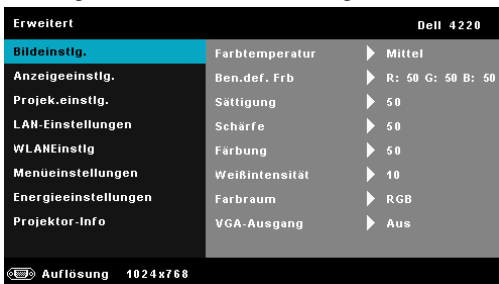 Erweitert Dell 4220
Bildeinstlg. Farbtemperatur Mittel
Anzeigeeinstlg. Ben.def. Frb R: 50 G: 50 B: 50
Projek.einstlg. Sättigung 50
LAN-Einstellungen Schärfe 50
WLANEinstlg Färbung 50
Menüeinstellungen Weißintensität 10
Energieeinstellungen Farbraum RGB
Projektor-Info VGA-Ausgang Aus
Auflösung 1024x768